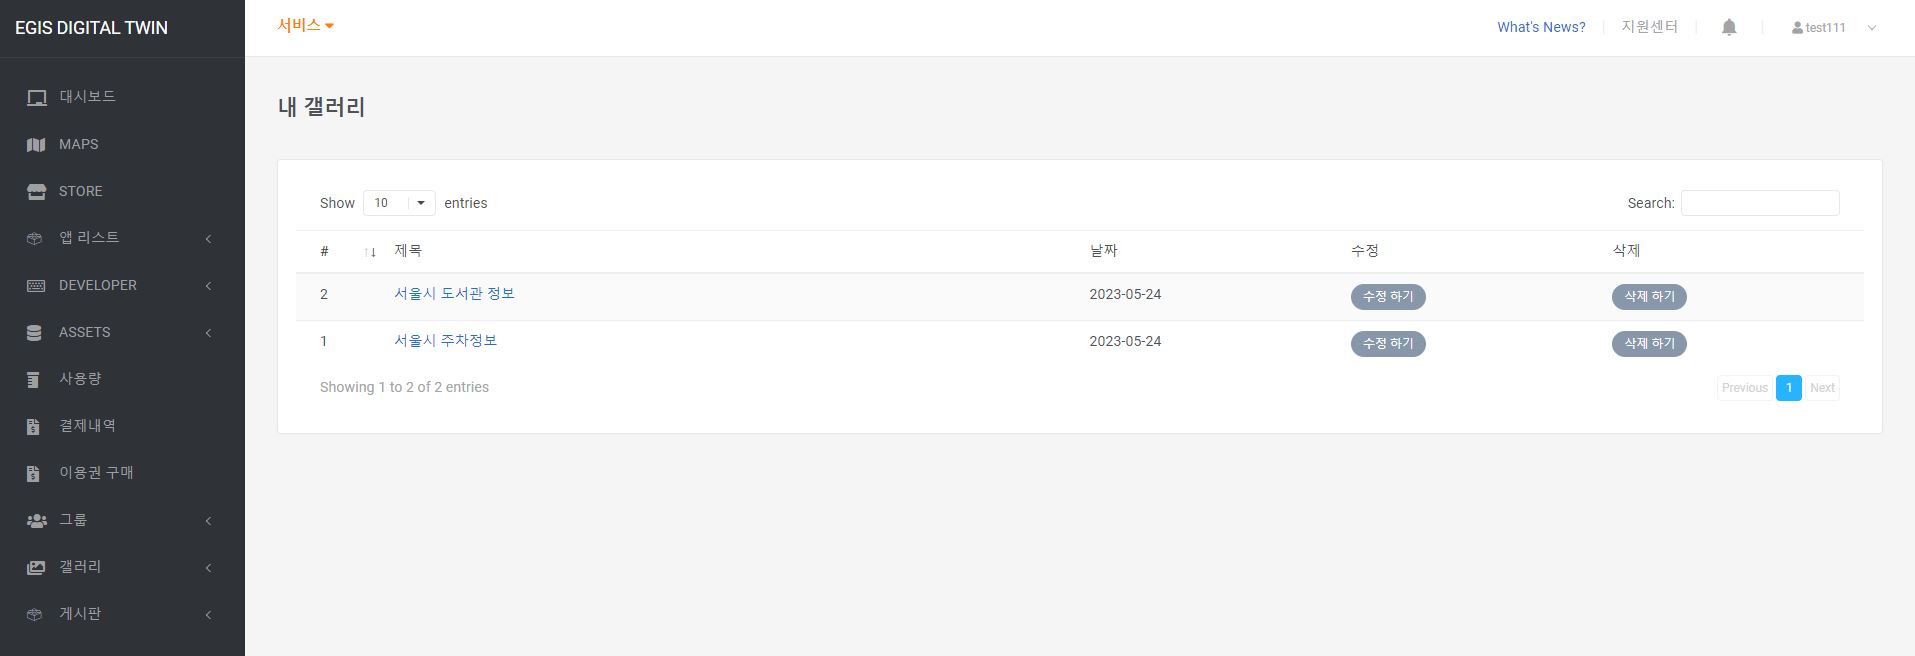 EGIS DIGITAL TWIN
서비스
What's News?
지원센터
test111
대시보드
MAPS
STORE
앱 리스트
DEVELOPER
ASSETS
사용량
결제내역
이용권 구매
그룹
갤러리
게시판
내 갤러리
Show 10 entries
Search:
# 제목 날짜 수정 삭제
2 서울시 도서관 정보 2023-05-24 수정 하기 삭제 하기
1 서울시 주차정보 2023-05-24 수정 하기 삭제 하기
Showing 1 to 2 of 2 entries
Previous 1 Next